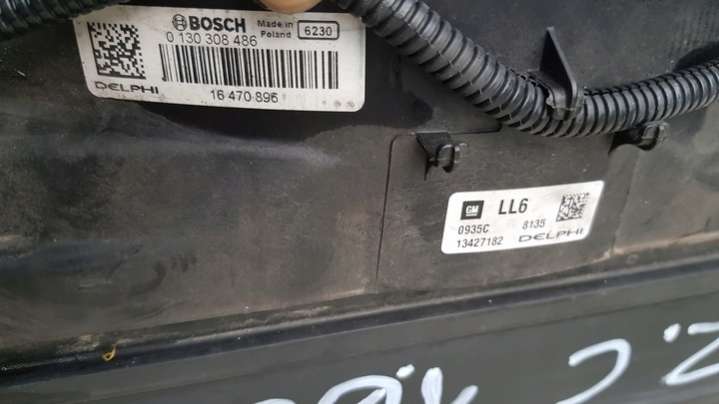 BOSCH Made in Poland 6230
0 130 308 486
DELPHI 16 470 896
GM LL6
0935C 8135
13427182 DELPHI